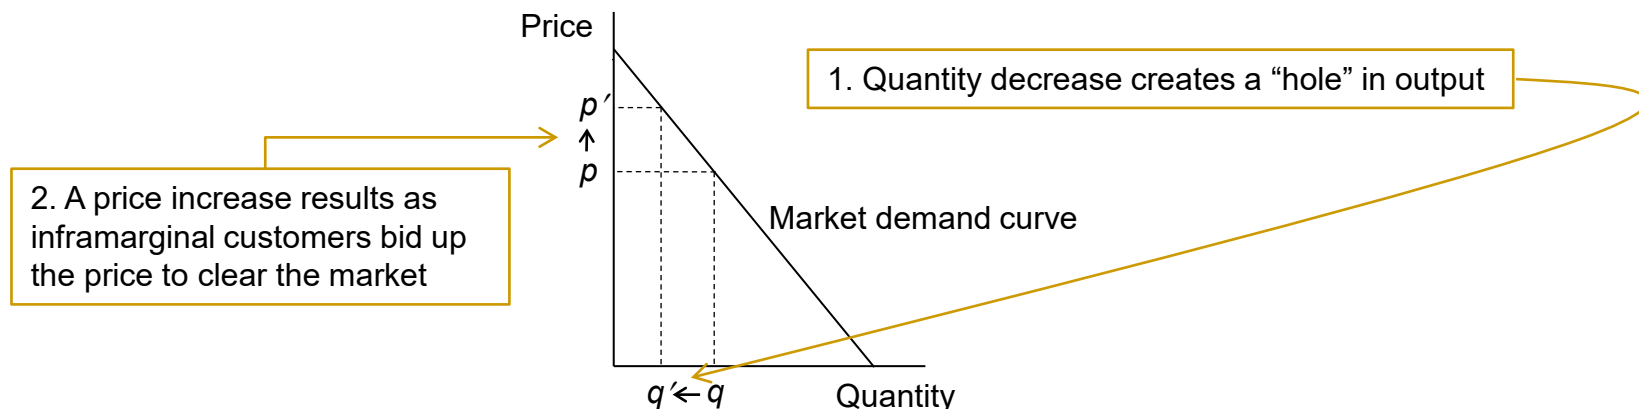 Price
1. Quantity decrease creates a “hole” in output
p′
p
2. A price increase results as
inframarginal customers bid up
the price to clear the market
Market demand curve
q′ ← q
Quantity